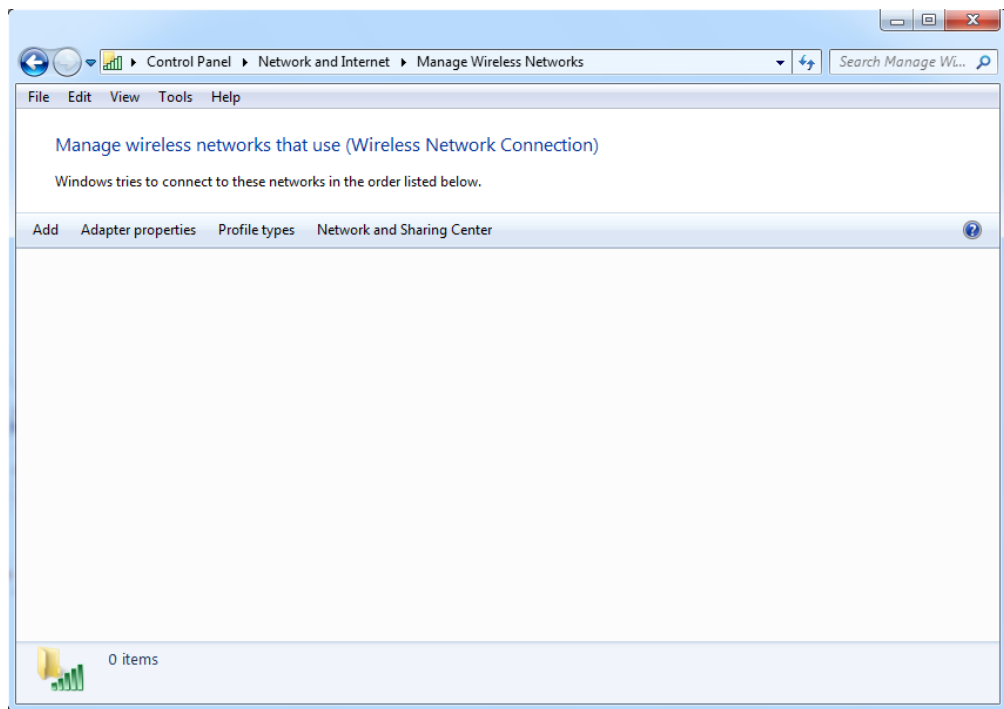 Control Panel Network and Internet Manage Wireless Networks Search Manage Wi...
File Edit View Tools Help
Manage wireless networks that use (Wireless Network Connection)
Windows tries to connect to these networks in the order listed below.
Add Adapter properties Profile types Network and Sharing Center
0 items